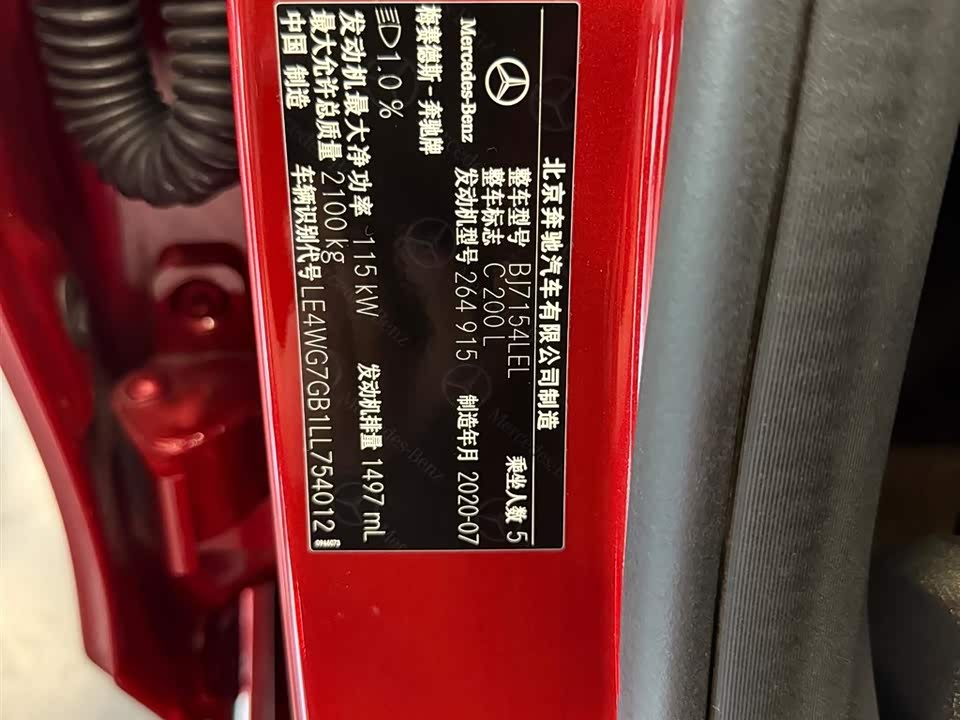 北京奔驰汽车有限公司制造
Mercedes-Benz
梅赛德斯-奔驰牌
整车型号 BJ7154LEL
乘坐人数 5
整车标志 C 200 L
发动机型号 264 915
制造年月 2020-07
1.0 %
发动机最大净功率 115 kW
发动机排量 1497 mL
最大允许总质量 2100 kg
中国 制造
车辆识别代号 LE4WG7GB1LL754012